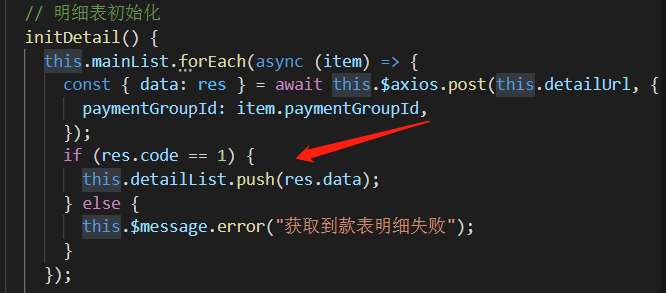 // 明细表初始化
initDetail() {
this.mainList.forEach(async (item) => {
const { data: res } = await this.$axios.post(this.detailUrl, {
paymentGroupId: item.paymentGroupId,
});
if (res.code == 1) {
this.detailList.push(res.data);
} else {
this.$message.error("获取到款表明细失败");
}
});